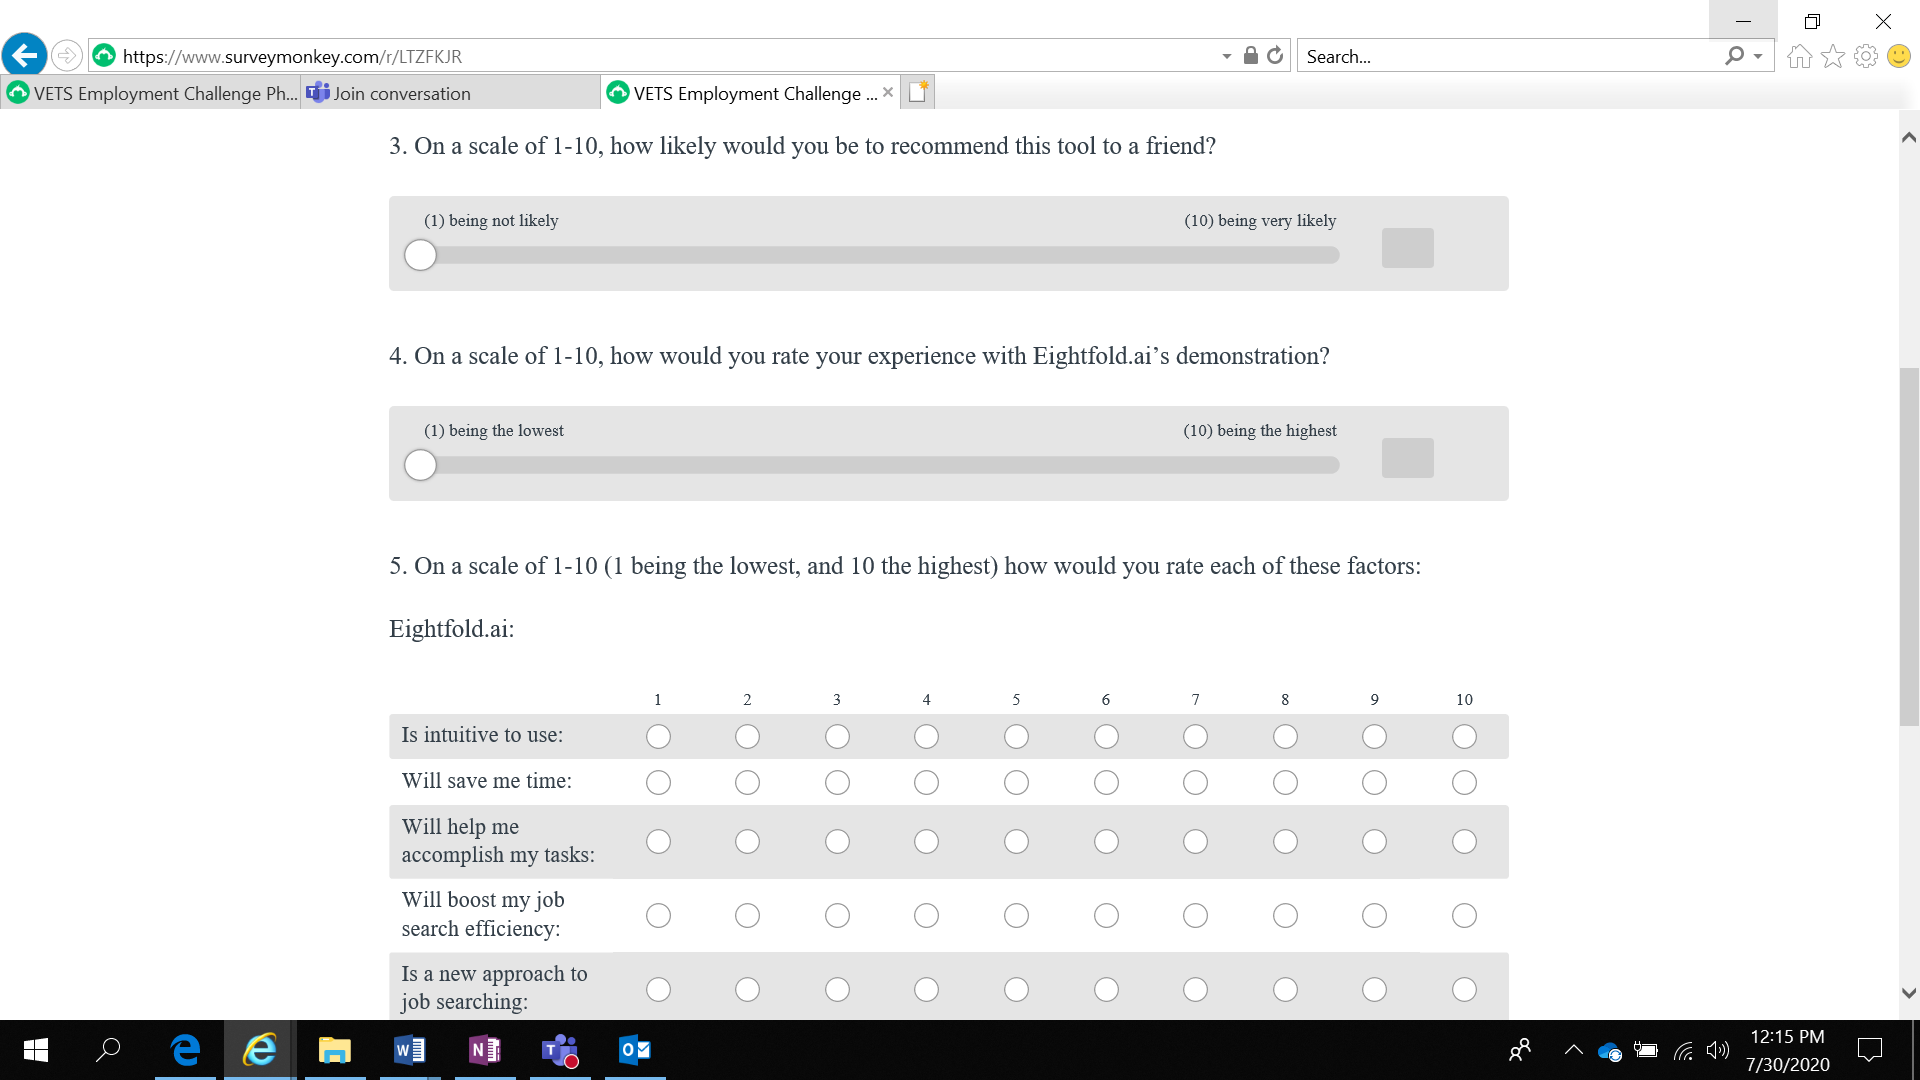 https://www.surveymonkey.com/r/LTZFKJR
Search...
VETS Employment Challenge Ph...
Join conversation
VETS Employment Challenge ...
3. On a scale of 1-10, how likely would you be to recommend this tool to a friend?
(1) being not likely (10) being very likely
4. On a scale of 1-10, how would you rate your experience with Eightfold.ai’s demonstration?
(1) being the lowest (10) being the highest
5. On a scale of 1-10 (1 being the lowest, and 10 the highest) how would you rate each of these factors:
Eightfold.ai:
1 2 3 4 5 6 7 8 9 10
Is intuitive to use:
Will save me time:
Will help me
accomplish my tasks:
Will boost my job
search efficiency:
Is a new approach to
job searching:
12:15 PM
7/30/2020